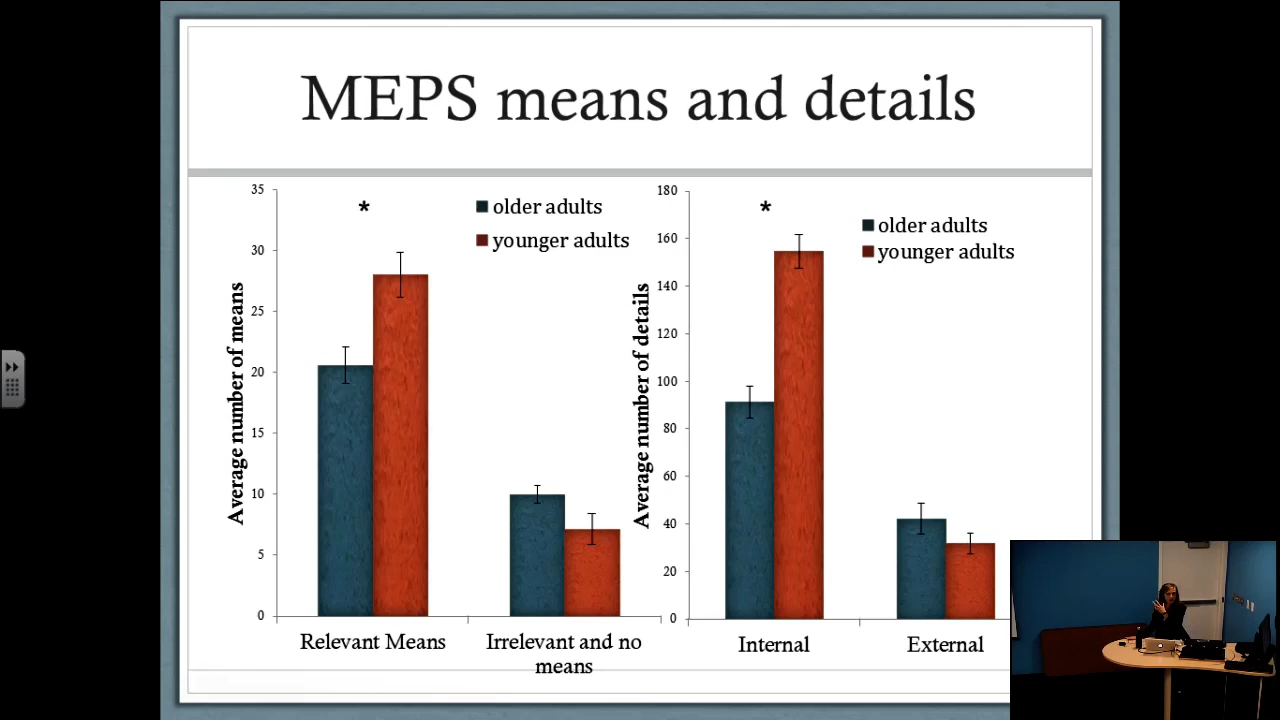 MEPS means and details
35
30
25
20
15
10
5
0
Average number of means
*
older adults
younger adults
Relevant Means
Irrelevant and no
means
180
160
140
120
100
80
60
40
20
0
Average number of details
*
older adults
younger adults
Internal
External